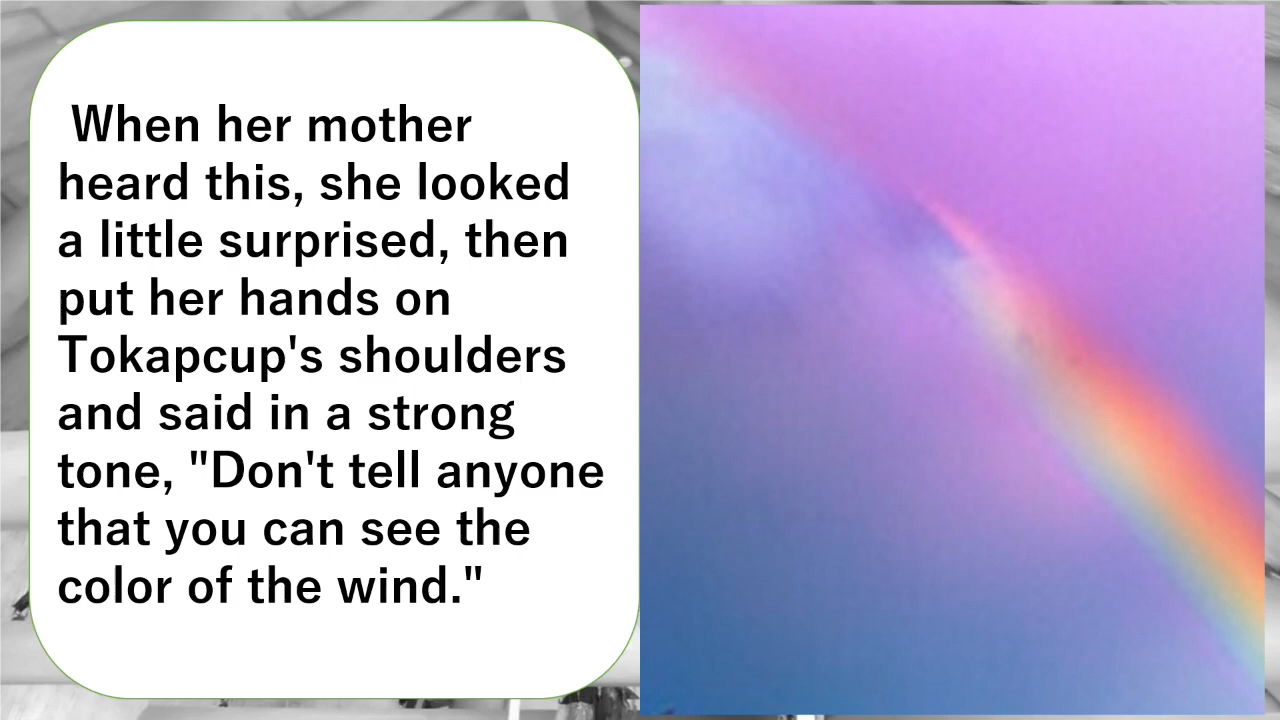 When her mother
heard this, she looked
a little surprised, then
put her hands on
Tokapcup's shoulders
and said in a strong
tone, "Don't tell anyone
that you can see the
color of the wind."